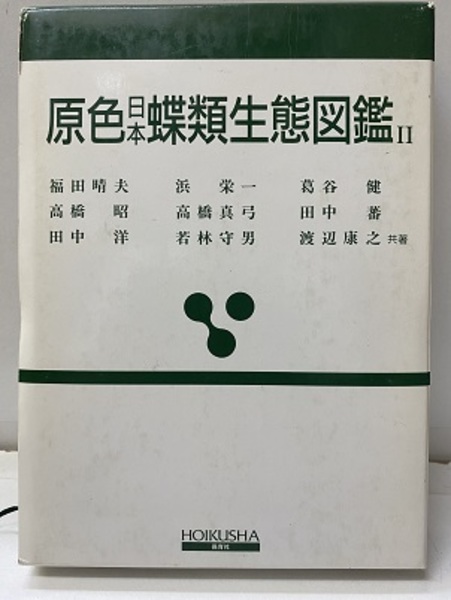 原色日本蝶類生態図鑑II
福田晴夫 浜栄一 葛谷健
高橋昭 高橋真弓 田中蕃
田中洋 若林守男 渡辺康之 共著
HOIKUSHA
保育社